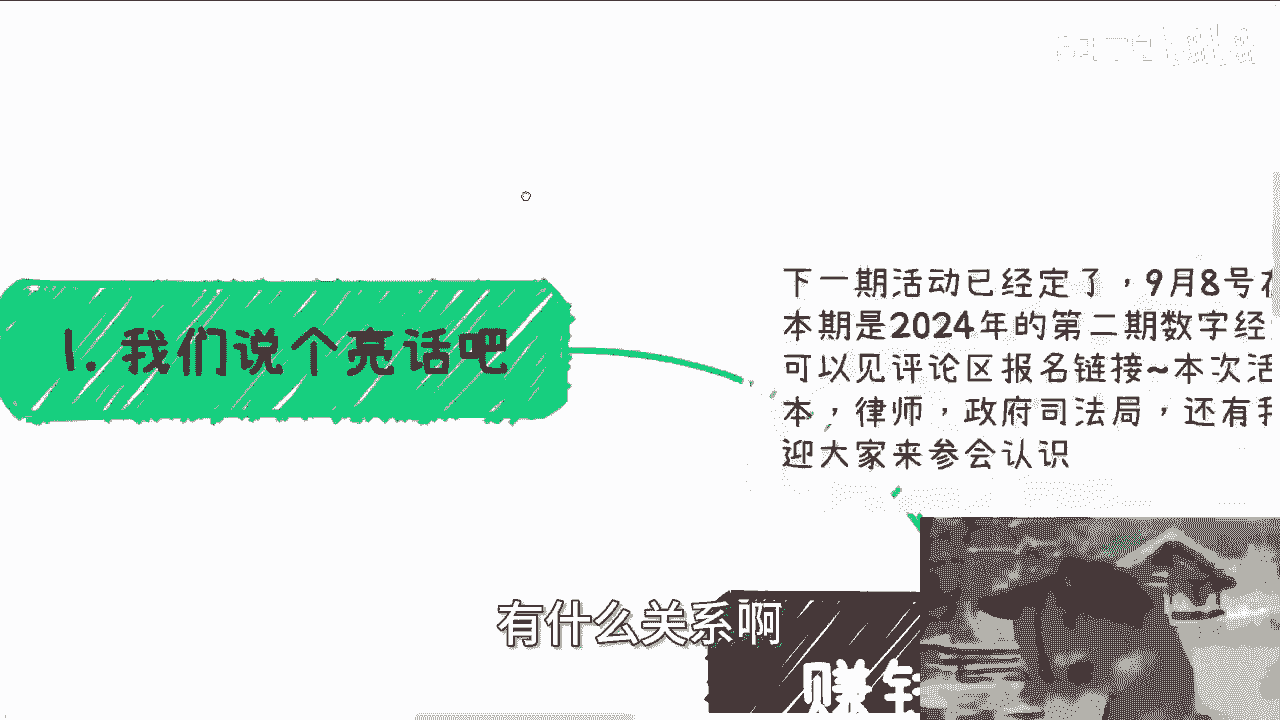 1. 我们说个亮话吧
下一期活动已经定了，9月8号在
本期是2024年的第二期数字经
可以见评论区报名链接~本次活
本，律师，政府司法局，还有我
迎大家来参会认识
有什么关系啊
赚钱